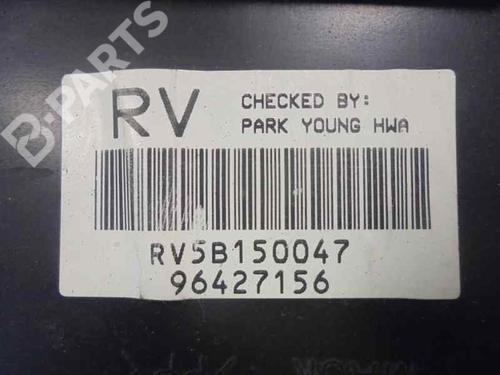 RV
CHECKED BY:
PARK YOUNG HWA
RV5B150047
96427156
B-PARTS